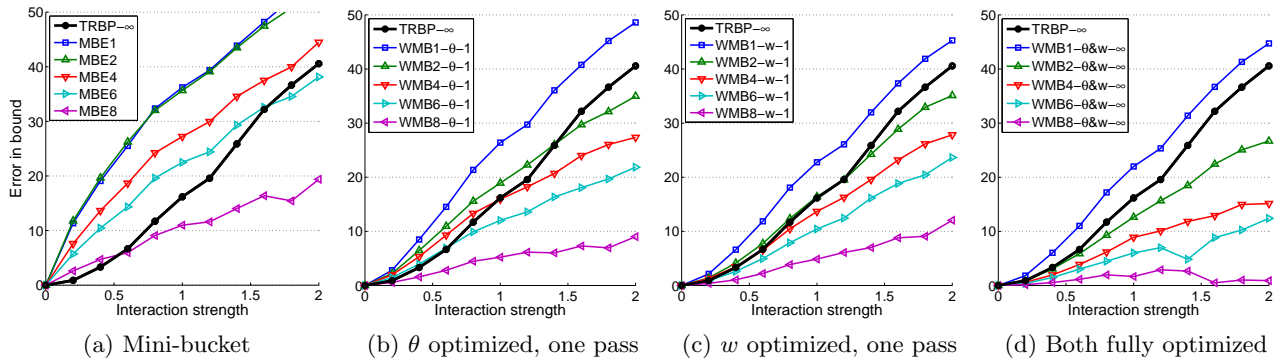 Error in bound
50
40
30
20
10
0
TRBP-∞
MBE1
MBE2
MBE4
MBE6
MBE8
0 0.5 1 1.5 2
Interaction strength
(a) Mini-bucket
50
40
30
20
10
0
TRBP-∞
WMB1-θ-1
WMB2-θ-1
WMB4-θ-1
WMB6-θ-1
WMB8-θ-1
0 0.5 1 1.5 2
Interaction strength
(b) θ optimized, one pass
50
40
30
20
10
0
TRBP-∞
WMB1-w-1
WMB2-w-1
WMB4-w-1
WMB6-w-1
WMB8-w-1
0 0.5 1 1.5 2
Interaction strength
(c) w optimized, one pass
50
40
30
20
10
0
TRBP-∞
WMB1-θ&w-∞
WMB2-θ&w-∞
WMB4-θ&w-∞
WMB6-θ&w-∞
WMB8-θ&w-∞
0 0.5 1 1.5 2
Interaction strength
(d) Both fully optimized